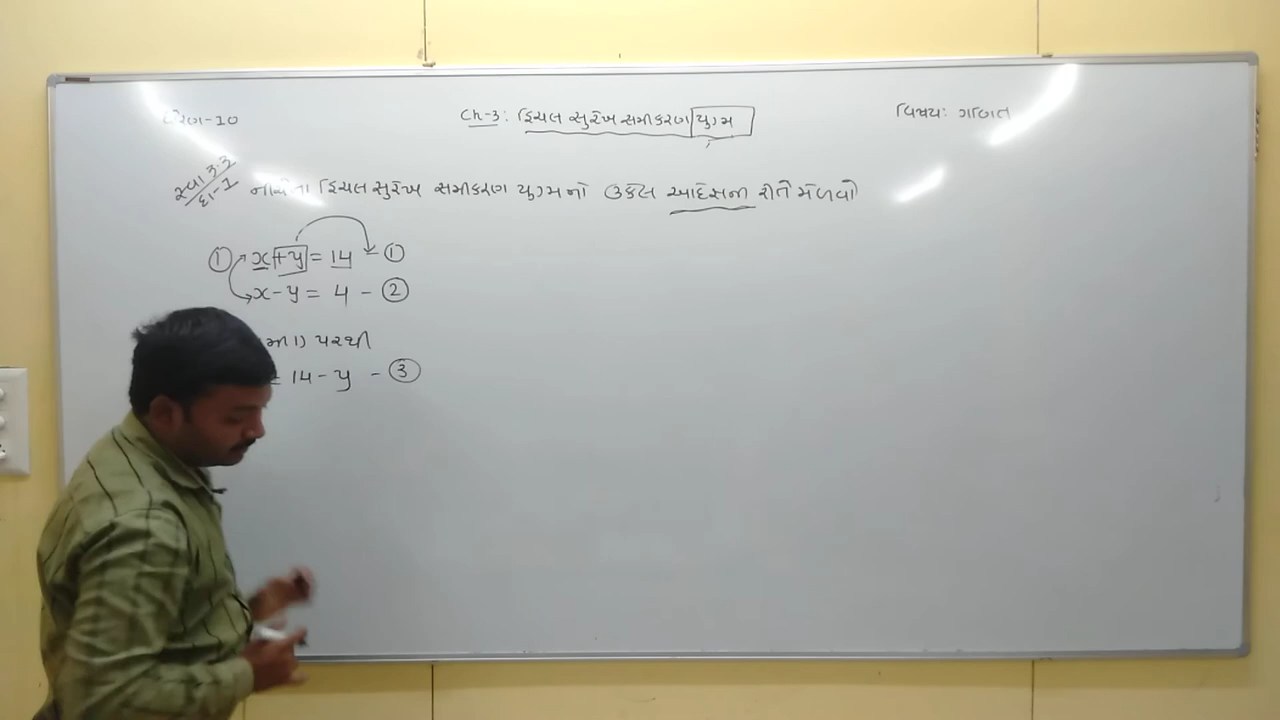 ધોરણ-10
Ch-3: દ્વિચલ સુરેખ સમીકરણ યુગ્મ
વિષય: ગણિત
સ્વા 3.3
દા-1
નીચેના દ્વિચલ સુરેખ સમીકરણ યુગ્મનો ઉકેલ આદેશની રીતે મેળવો
① x+y = 14 - ①
x-y = 4 - ②
પરથી
= 14-y - ③